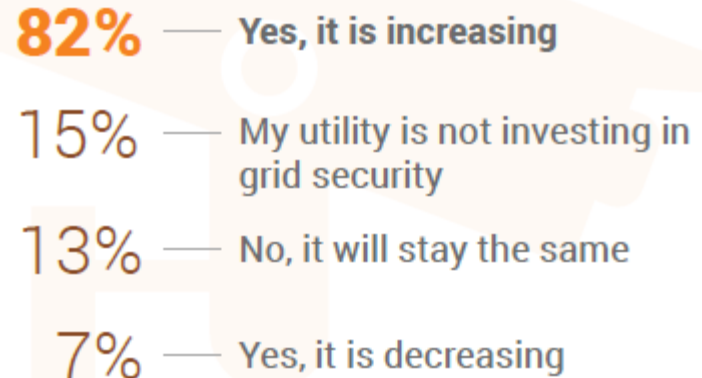 82% Yes, it is increasing
15% My utility is not investing in
grid security
13% No, it will stay the same
7% Yes, it is decreasing